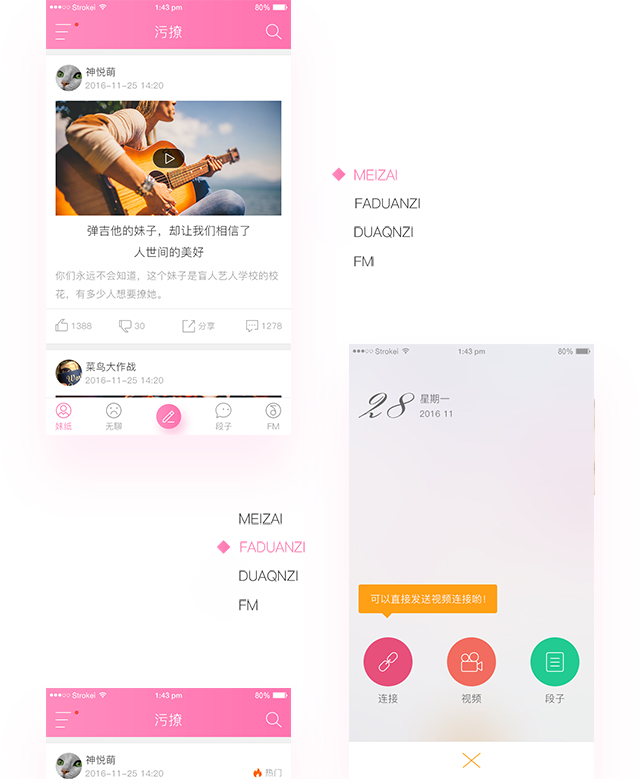 Strokei 1:43 pm 80%
污撩
神悦萌
2016-11-25 14:20
弹吉他的妹子，却让我们相信了
人世间的美好
你们永远不会知道，这个妹子是盲人艺人学校的校
花，有多少人想要撩她。
1388 30 分享 1278
菜鸟大作战
2016-11-25 14:20
妹纸 无聊 段子 FM
MEIZAI
FADUANZI
DUAQNZI
FM
Strokei 1:43 pm 80%
28 星期一
2016 11
可以直接发送视频连接哟！
连接 视频 段子
MEIZAI
FADUANZI
DUAQNZI
FM
Strokei 1:43 pm 80%
污撩
神悦萌
2016-11-25 14:20 热门